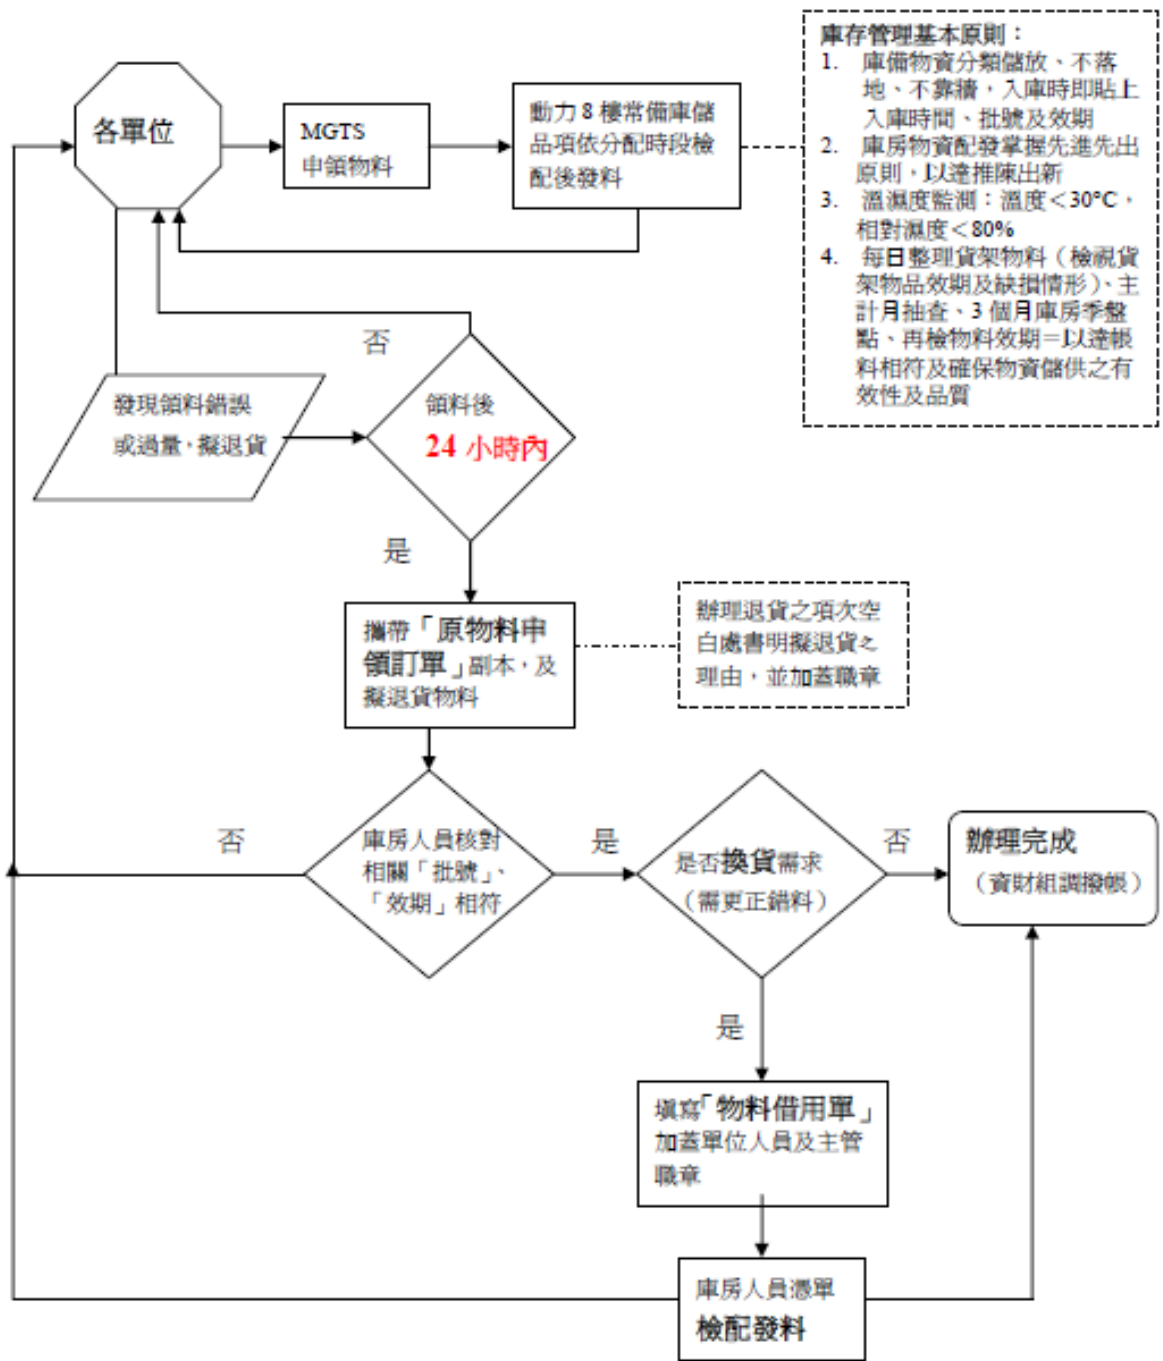 庫存管理基本原則：
1. 庫備物資分類儲放、不落
地、不靠牆，入庫時即貼上
入庫時間、批號及效期
2. 庫房物資配發掌握先進先出
原則，以達推陳出新
3. 溫濕度監測：溫度＜30°C，
相對濕度＜80%
4. 每日整理貨架物料（檢視貨
架物品效期及缺損情形）、主
計月抽查、3 個月庫房季盤
點、再檢物料效期＝以達帳
料相符及確保物資儲供之有
效性及品質
各單位
MGTS
申領物料
動力 8 樓常備庫儲
品項依分配時段檢
配後發料
否
發現領料錯誤
或過量，擬退貨
領料後
24 小時內
是
攜帶「原物料申
領訂單」副本，及
擬退貨物料
辦理退貨之項次空
白處書明擬退貨之
理由，並加蓋職章
否
庫房人員核對
相關「批號」、
「效期」相符
是
是否換貨需求
（需更正錯料）
否
辦理完成
（資財組調撥帳）
是
填寫「物料借用單」
加蓋單位人員及主管
職章
庫房人員憑單
檢配發料